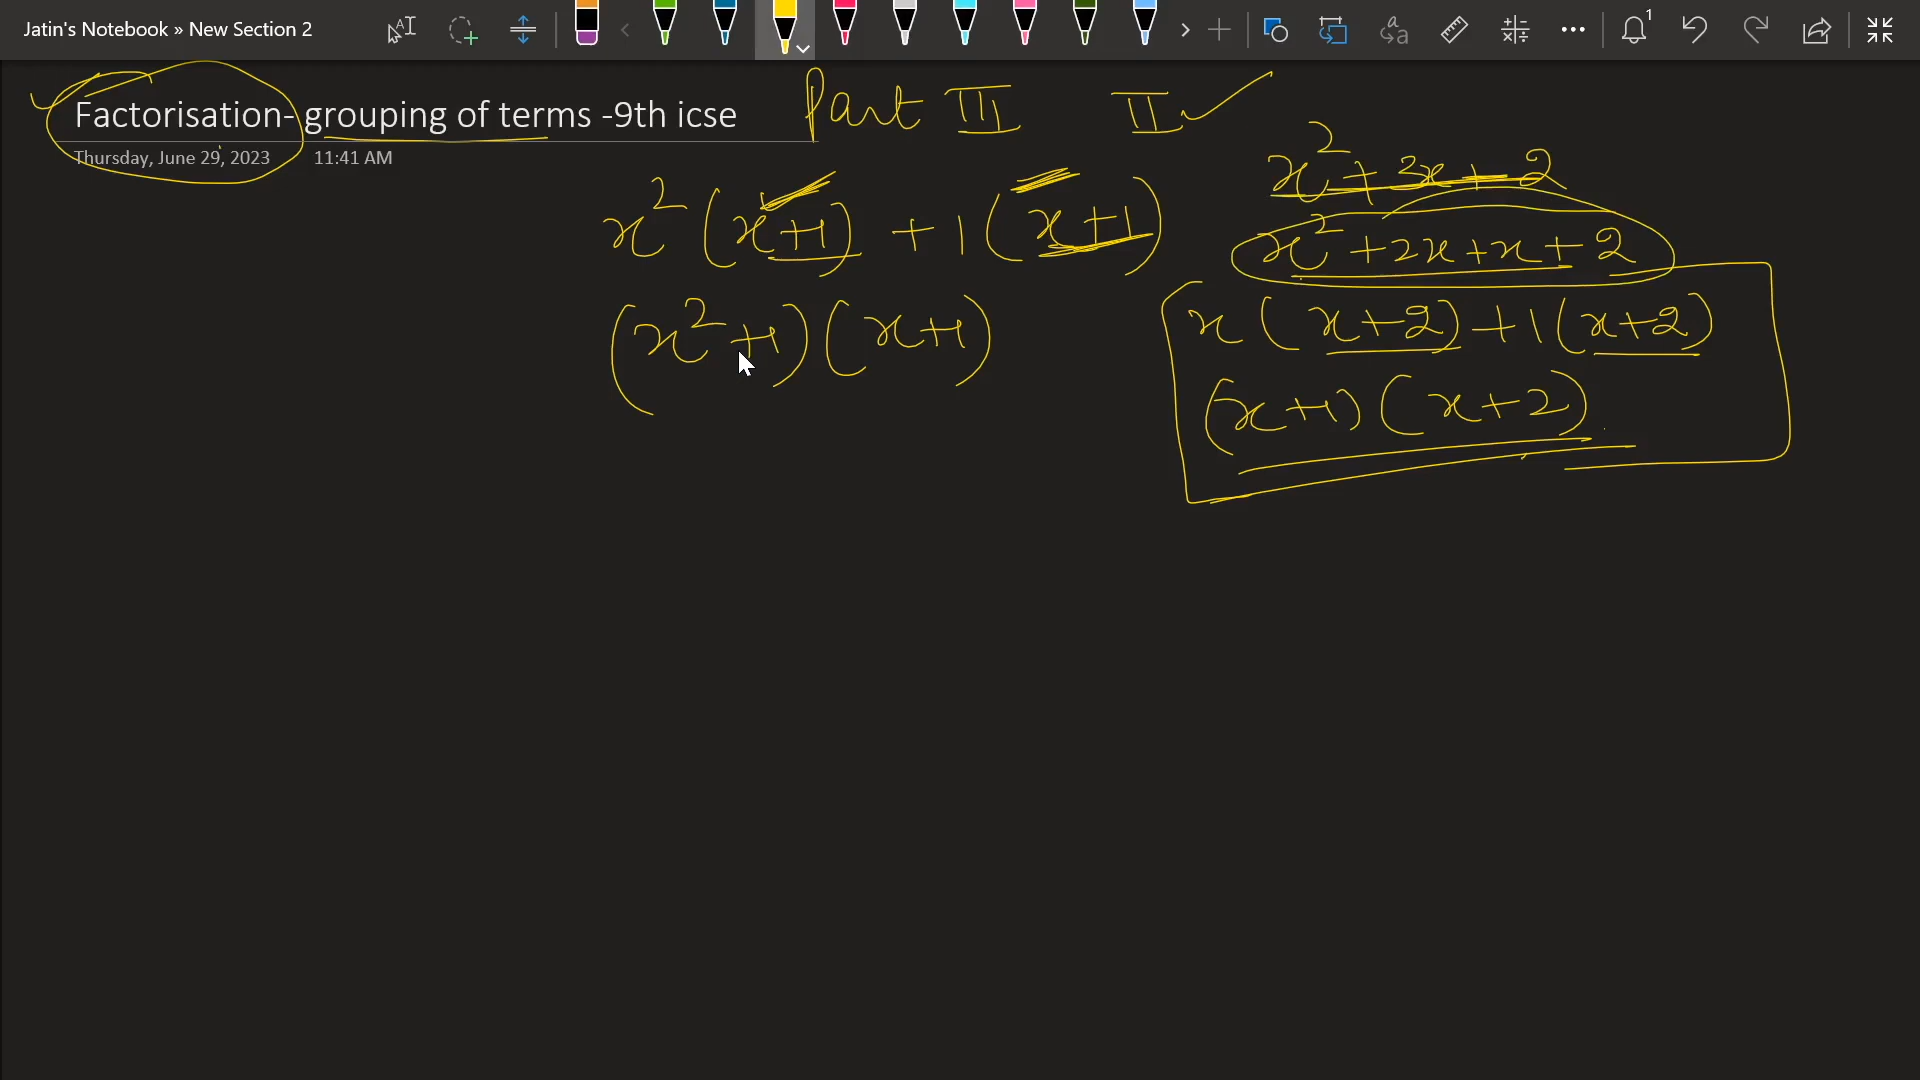 Jatin's Notebook » New Section 2
1
Factorisation- grouping of terms -9th icse Part III II ✓
Thursday, June 29, 2023 11:41 AM
x² (x+1) + 1 (x+1)
(x²+1) (x+1)
x² + 3x + 2
x² + 2x + x + 2
x (x+2) + 1 (x+2)
(x+1) (x+2)